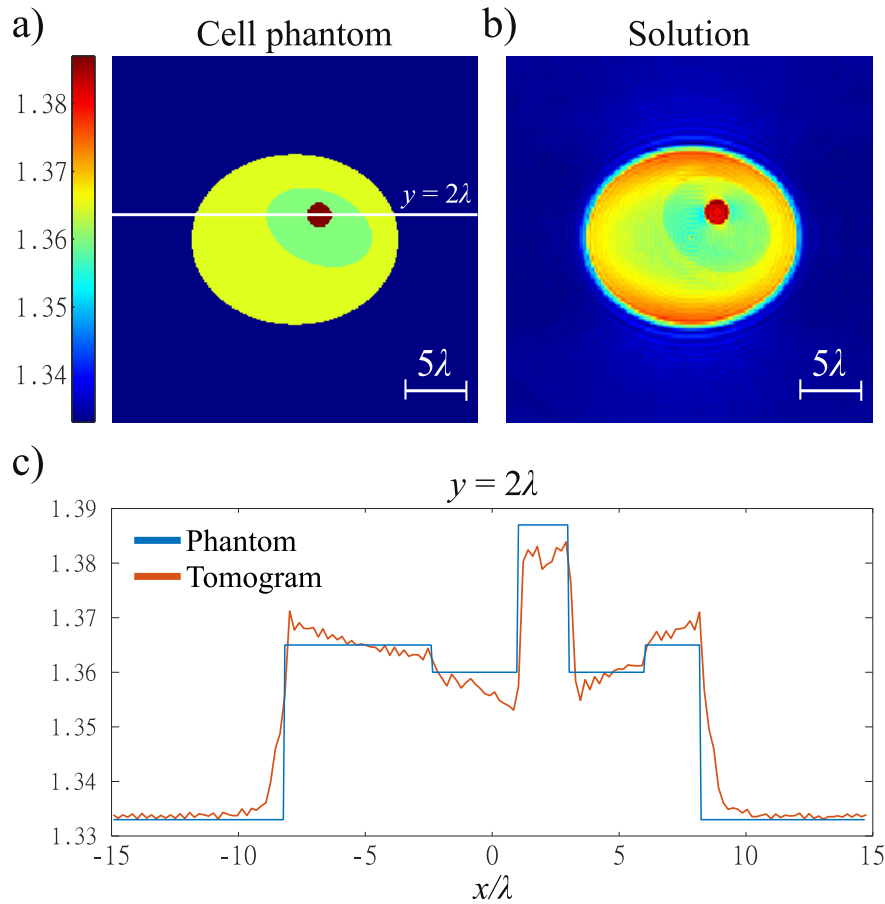 a)
Cell phantom
b)
Solution
1.38
1.37
1.36
1.35
1.34
y = 2λ
5λ
5λ
c)
y = 2λ
1.39
1.38
1.37
1.36
1.35
1.34
1.33
Phantom
Tomogram
-15 -10 -5 0 5 10 15
x/λ